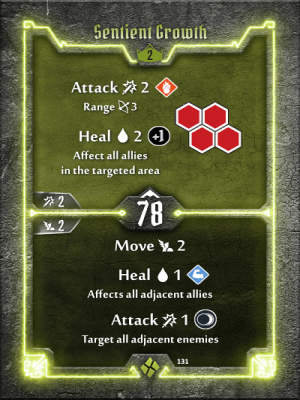 Sentient Growth
2
Attack 2
Range 3
Heal 2 +1
Affect all allies
in the targeted area
2
78
2
Move 2
Heal 1
Affects all adjacent allies
Attack 1
Target all adjacent enemies
131